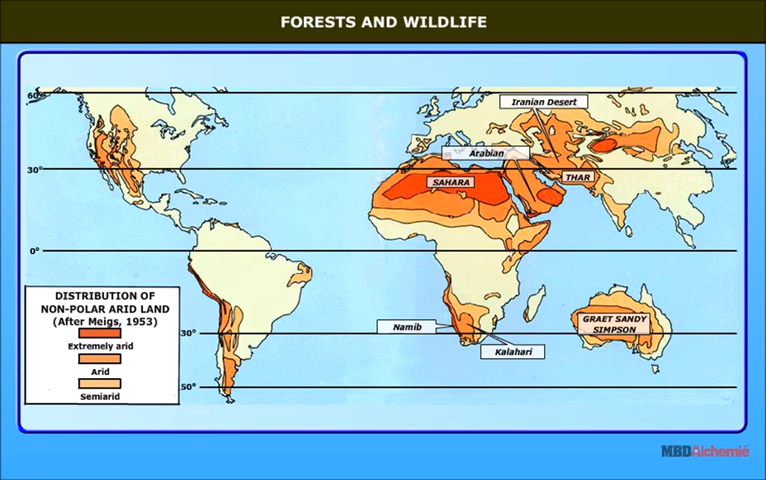 FORESTS AND WILDLIFE
60°
Iranian Desert
Arabian
30°
THAR
SAHARA
0°
DISTRIBUTION OF
NON-POLAR ARID LAND
(After Meigs, 1953)
Extremely arid
Arid
Semiarid
GRAET SANDY
SIMPSON
Namib
30°
Kalahari
50°
MBDAlchemié